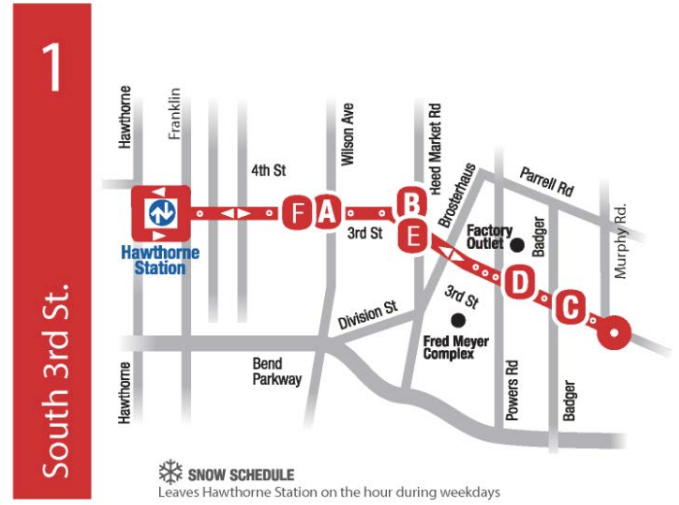 1
South 3rd St.
Hawthorne
Franklin
4th St
Wilson Ave
Reed Market Rd
Brosterhaus
Parrell Rd
Factory
Outlet
Badger
Murphy Rd.
F
A
B
E
3rd St
D
C
Hawthorne
Station
3rd St
Division St
Fred Meyer
Complex
Bend
Parkway
Hawthorne
Powers Rd
Badger
SNOW SCHEDULE
Leaves Hawthorne Station on the hour during weekdays